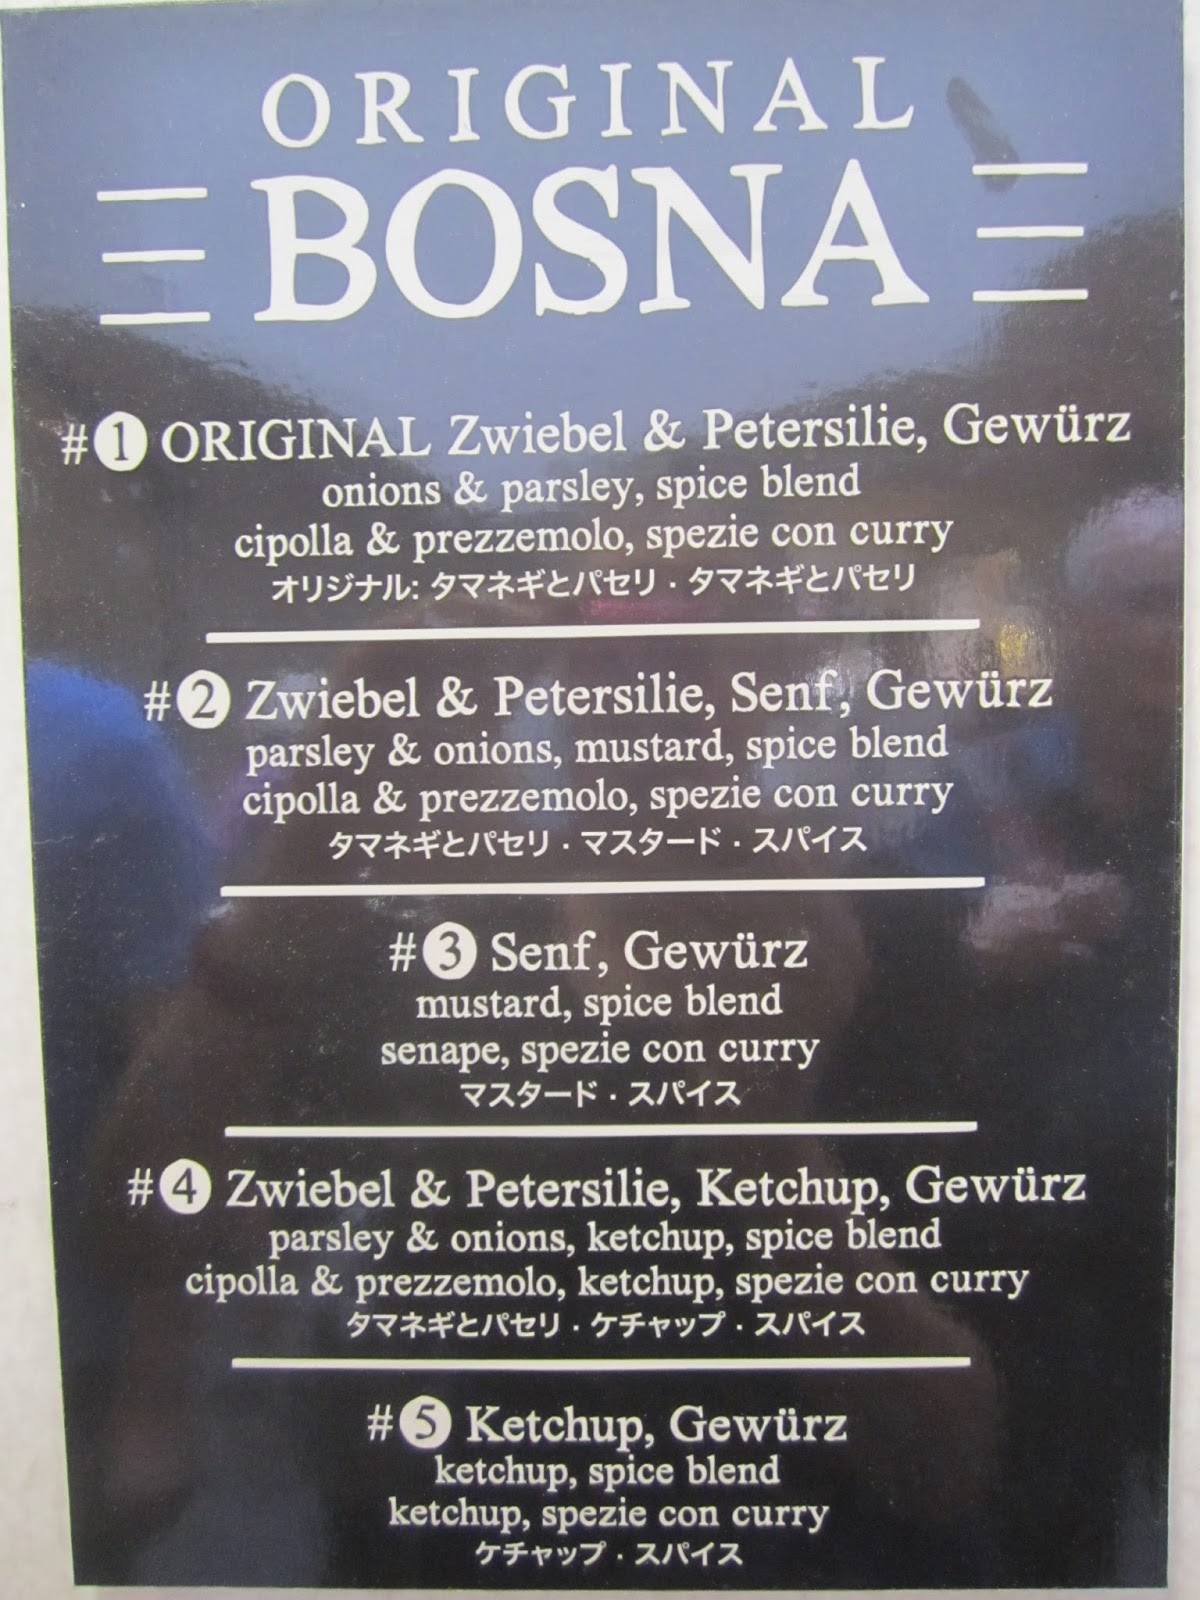 ORIGINAL
BOSNA
#1 ORIGINAL Zwiebel & Petersilie, Gewürz
onions & parsley, spice blend
cipolla & prezzemolo, spezie con curry
オリジナル: タマネギとパセリ · タマネギとパセリ
#2 Zwiebel & Petersilie, Senf, Gewürz
parsley & onions, mustard, spice blend
cipolla & prezzemolo, spezie con curry
タマネギとパセリ · マスタード · スパイス
#3 Senf, Gewürz
mustard, spice blend
senape, spezie con curry
マスタード · スパイス
#4 Zwiebel & Petersilie, Ketchup, Gewürz
parsley & onions, ketchup, spice blend
cipolla & prezzemolo, ketchup, spezie con curry
タマネギとパセリ · ケチャップ · スパイス
#5 Ketchup, Gewürz
ketchup, spice blend
ketchup, spezie con curry
ケチャップ · スパイス